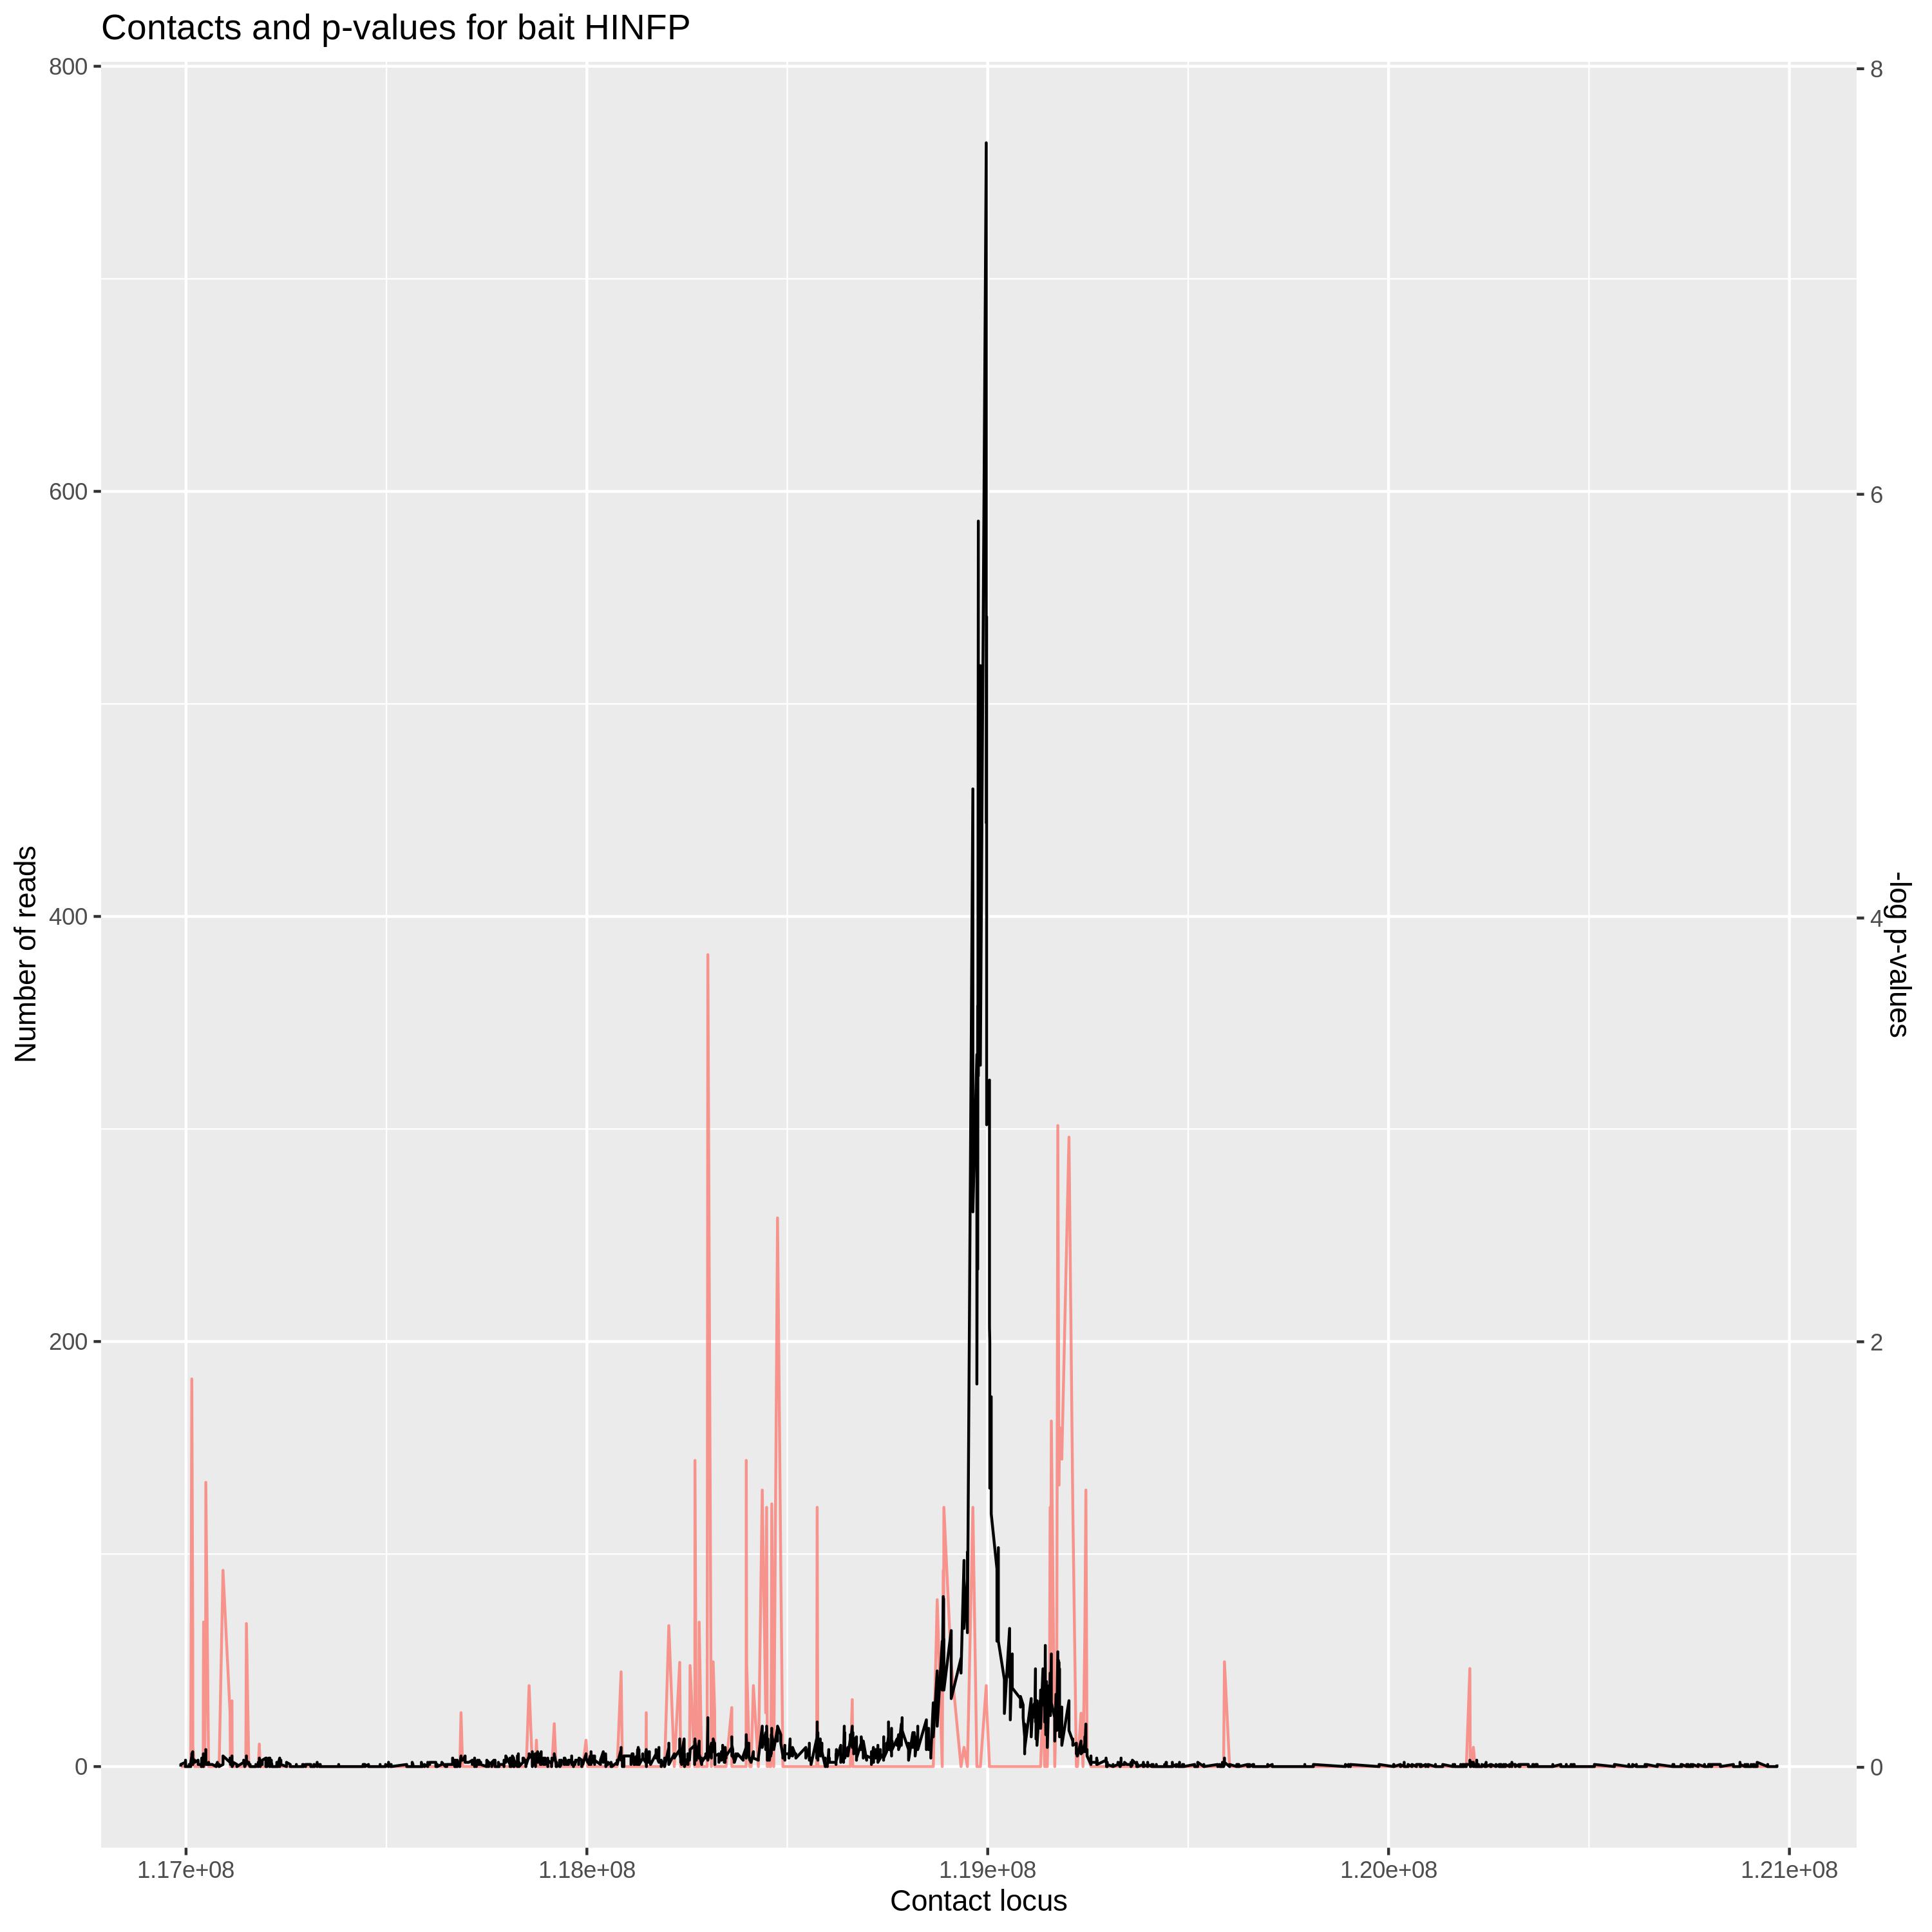 Contacts and p-values for bait HINFP
800
600
400
200
0
Number of reads
8
6
4
2
0
-log p-values
1.17e+08
1.18e+08
1.19e+08
1.20e+08
1.21e+08
Contact locus